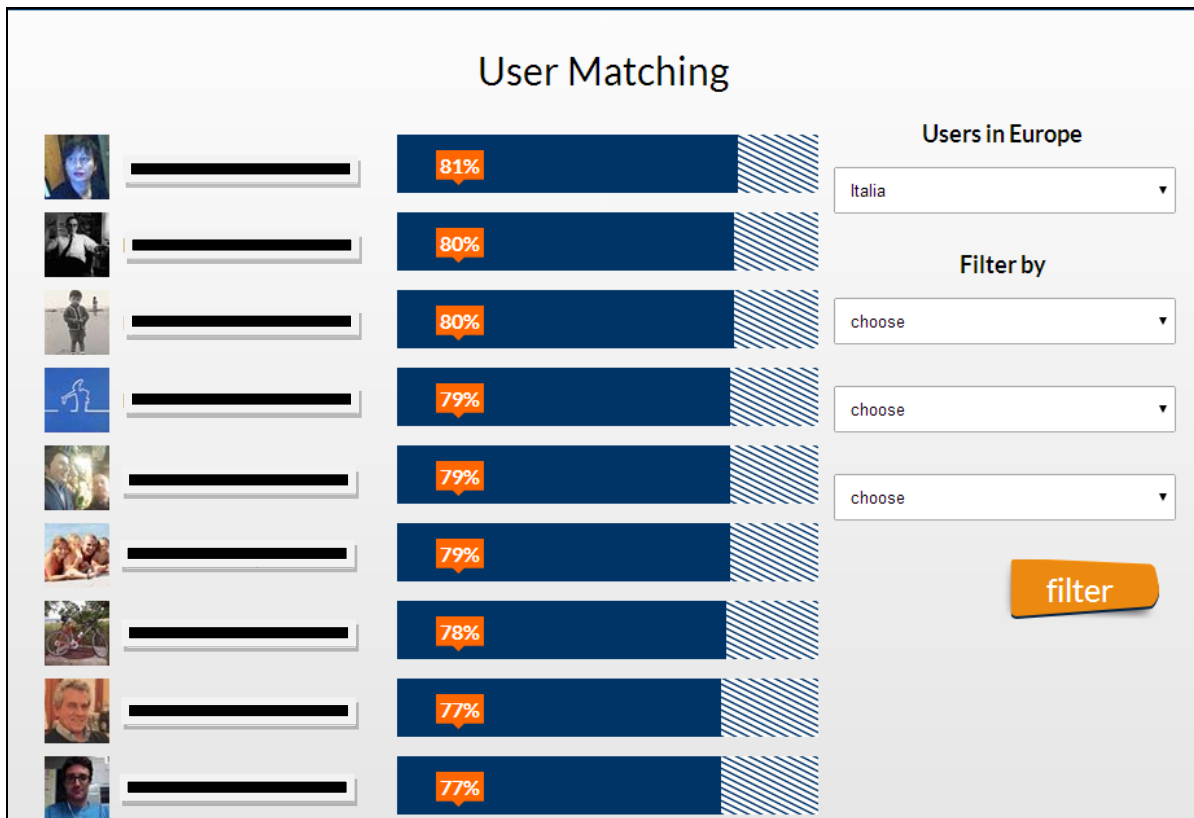 User Matching
81%
80%
80%
79%
79%
79%
78%
77%
77%
Users in Europe
Italia
Filter by
choose
choose
choose
filter